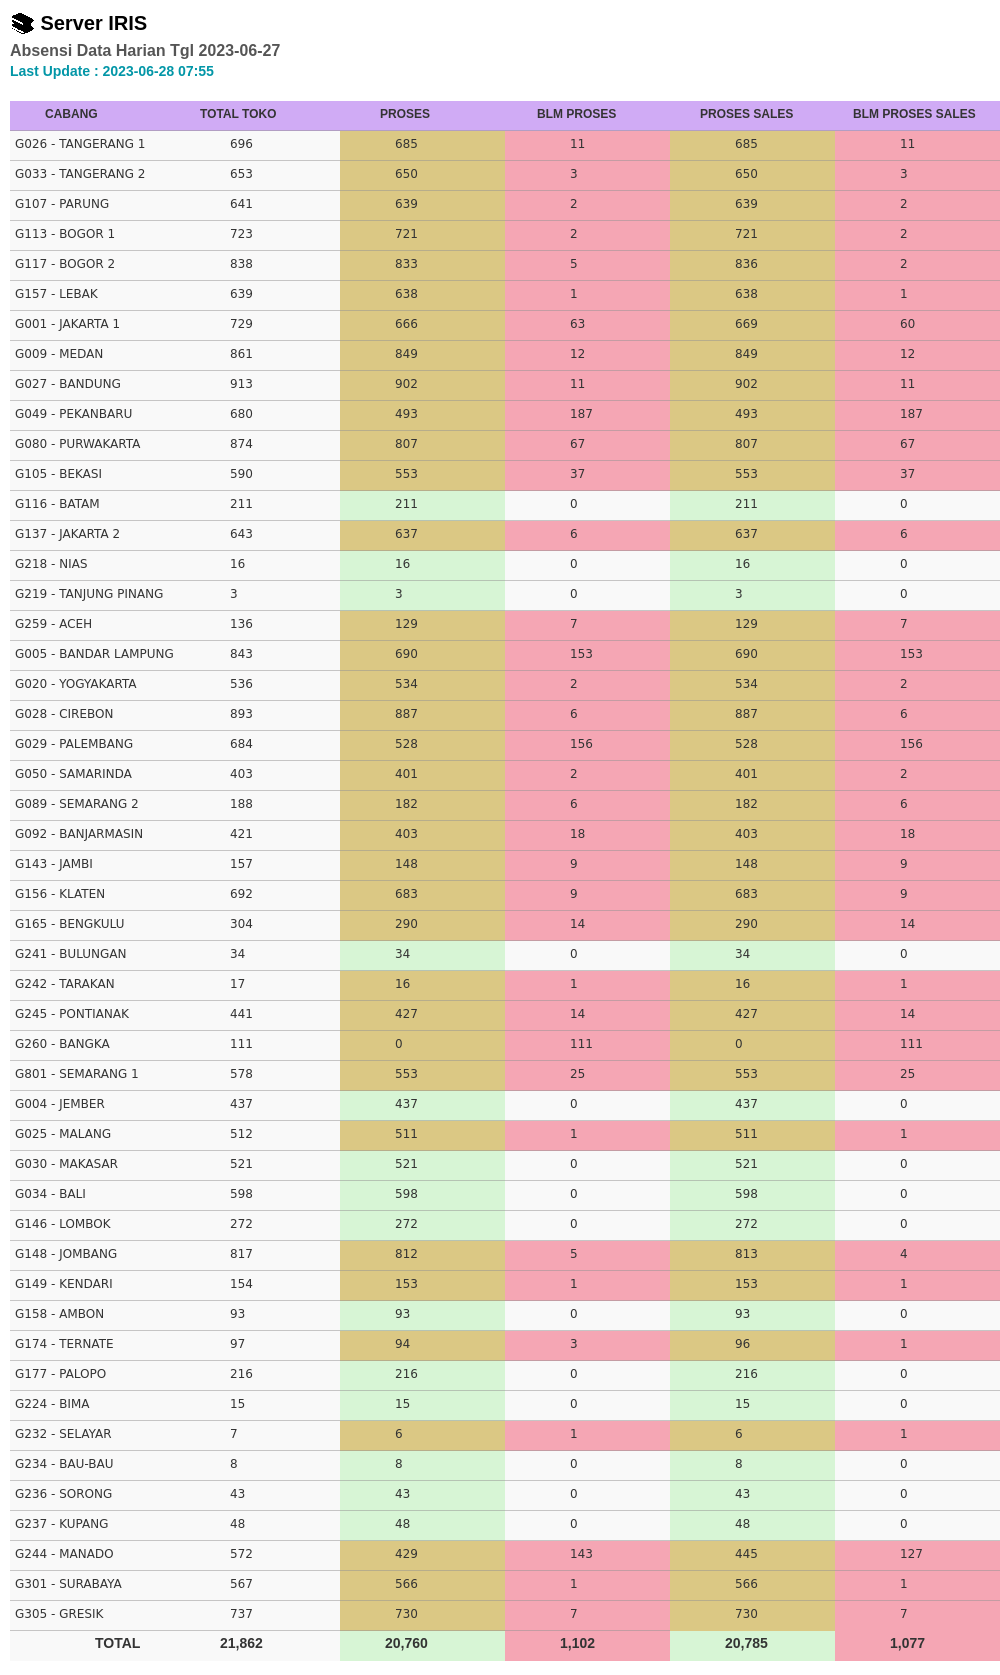 Server IRIS
Absensi Data Harian Tgl 2023-06-27
Last Update : 2023-06-28 07:55
CABANG TOTAL TOKO PROSES BLM PROSES PROSES SALES BLM PROSES SALES
G026 - TANGERANG 1 696 685 11 685 11
G033 - TANGERANG 2 653 650 3 650 3
G107 - PARUNG 641 639 2 639 2
G113 - BOGOR 1 723 721 2 721 2
G117 - BOGOR 2 838 833 5 836 2
G157 - LEBAK 639 638 1 638 1
G001 - JAKARTA 1 729 666 63 669 60
G009 - MEDAN 861 849 12 849 12
G027 - BANDUNG 913 902 11 902 11
G049 - PEKANBARU 680 493 187 493 187
G080 - PURWAKARTA 874 807 67 807 67
G105 - BEKASI 590 553 37 553 37
G116 - BATAM 211 211 0 211 0
G137 - JAKARTA 2 643 637 6 637 6
G218 - NIAS 16 16 0 16 0
G219 - TANJUNG PINANG 3 3 0 3 0
G259 - ACEH 136 129 7 129 7
G005 - BANDAR LAMPUNG 843 690 153 690 153
G020 - YOGYAKARTA 536 534 2 534 2
G028 - CIREBON 893 887 6 887 6
G029 - PALEMBANG 684 528 156 528 156
G050 - SAMARINDA 403 401 2 401 2
G089 - SEMARANG 2 188 182 6 182 6
G092 - BANJARMASIN 421 403 18 403 18
G143 - JAMBI 157 148 9 148 9
G156 - KLATEN 692 683 9 683 9
G165 - BENGKULU 304 290 14 290 14
G241 - BULUNGAN 34 34 0 34 0
G242 - TARAKAN 17 16 1 16 1
G245 - PONTIANAK 441 427 14 427 14
G260 - BANGKA 111 0 111 0 111
G801 - SEMARANG 1 578 553 25 553 25
G004 - JEMBER 437 437 0 437 0
G025 - MALANG 512 511 1 511 1
G030 - MAKASAR 521 521 0 521 0
G034 - BALI 598 598 0 598 0
G146 - LOMBOK 272 272 0 272 0
G148 - JOMBANG 817 812 5 813 4
G149 - KENDARI 154 153 1 153 1
G158 - AMBON 93 93 0 93 0
G174 - TERNATE 97 94 3 96 1
G177 - PALOPO 216 216 0 216 0
G224 - BIMA 15 15 0 15 0
G232 - SELAYAR 7 6 1 6 1
G234 - BAU-BAU 8 8 0 8 0
G236 - SORONG 43 43 0 43 0
G237 - KUPANG 48 48 0 48 0
G244 - MANADO 572 429 143 445 127
G301 - SURABAYA 567 566 1 566 1
G305 - GRESIK 737 730 7 730 7
TOTAL 21,862 20,760 1,102 20,785 1,077